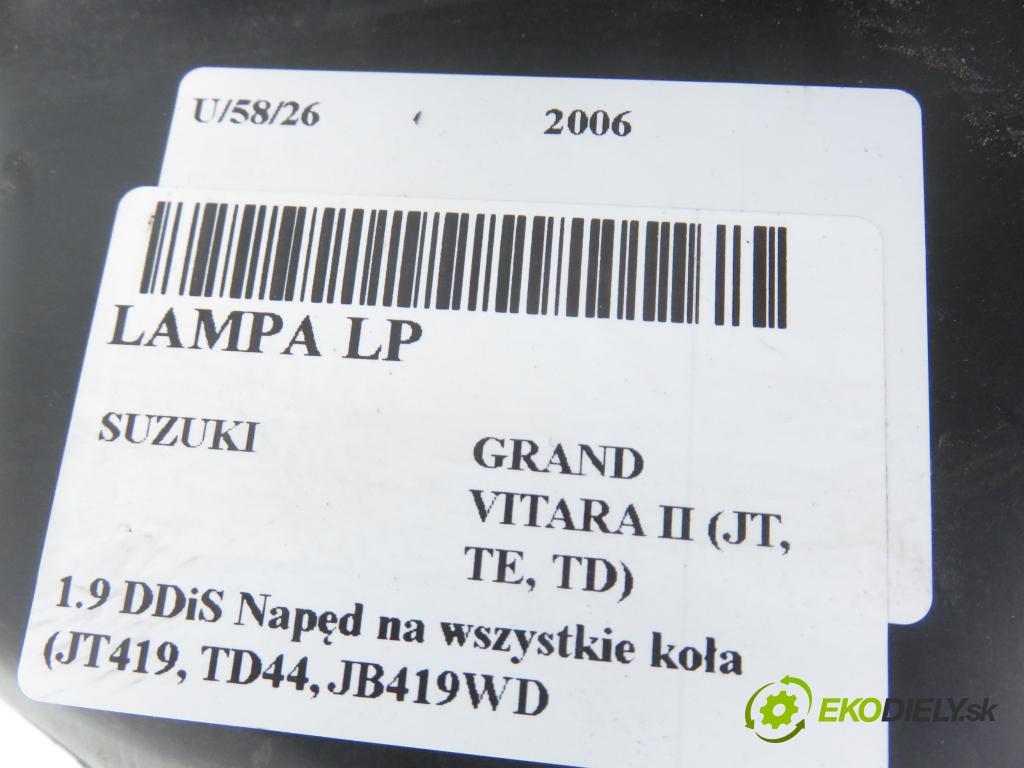 U/58/26 2006
LAMPA LP
SUZUKI GRAND
VITARA II (JT,
TE, TD)
1.9 DDiS Napęd na wszystkie koła
(JT419, TD44, JB419WD
EKODIELY.sk